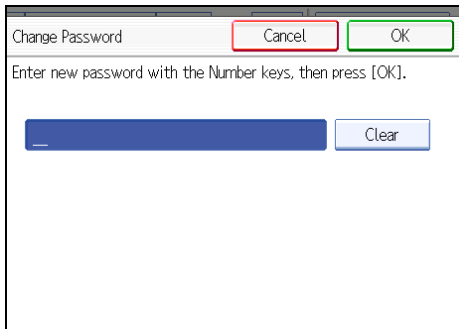 Change Password Cancel OK
Enter new password with the Number keys, then press [OK].
Clear